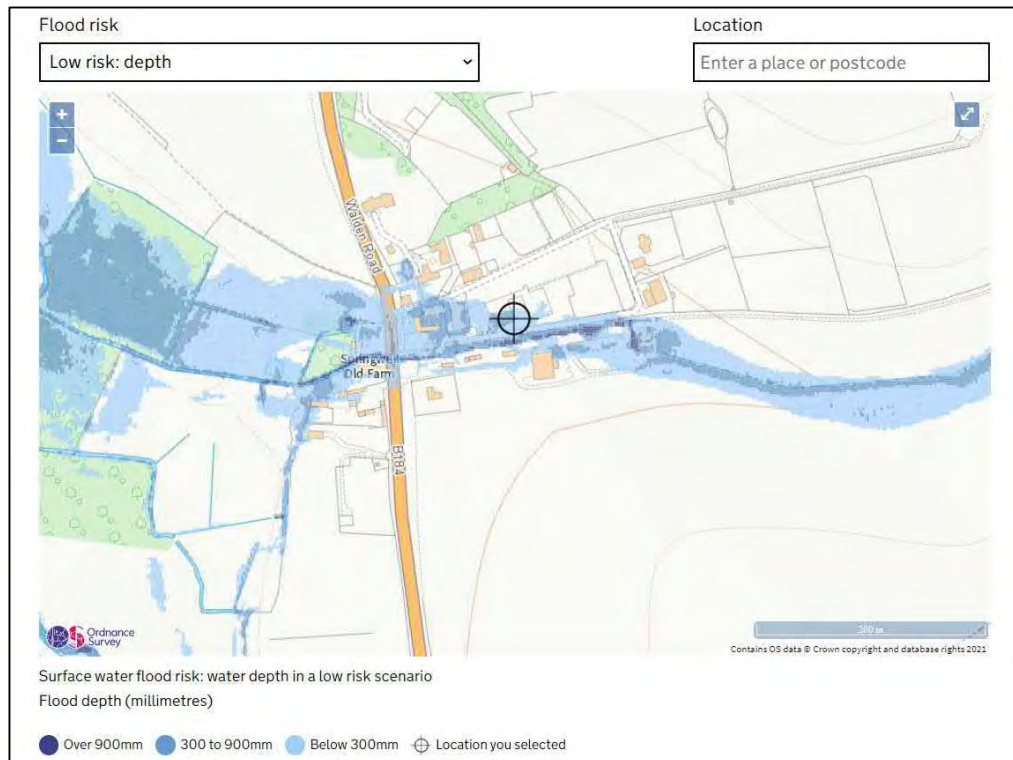 Flood risk
Location
Low risk: depth
Enter a place or postcode
+
−
Walden Road
Old Farm
B184
Ordnance
Survey
Contains OS data © Crown copyright and database rights 2021
Surface water flood risk: water depth in a low risk scenario
Flood depth (millimetres)
Over 900mm 300 to 900mm Below 300mm Location you selected